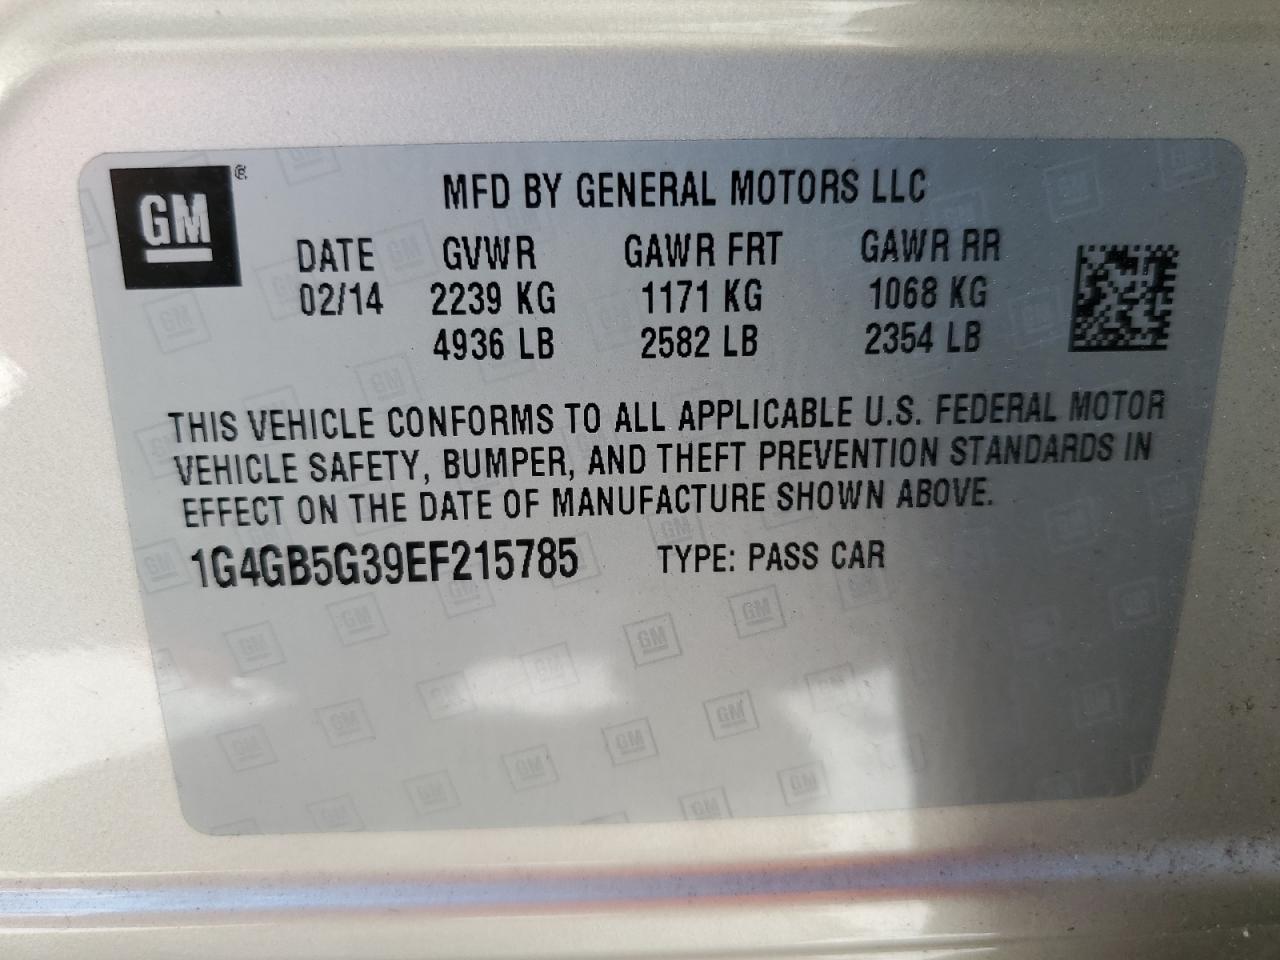 GM®
MFD BY GENERAL MOTORS LLC
DATE GVWR GAWR FRT GAWR RR
02/14 2239 KG 1171 KG 1068 KG
4936 LB 2582 LB 2354 LB
THIS VEHICLE CONFORMS TO ALL APPLICABLE U.S. FEDERAL MOTOR
VEHICLE SAFETY, BUMPER, AND THEFT PREVENTION STANDARDS IN
EFFECT ON THE DATE OF MANUFACTURE SHOWN ABOVE.
1G4GB5G39EF215785 TYPE: PASS CAR